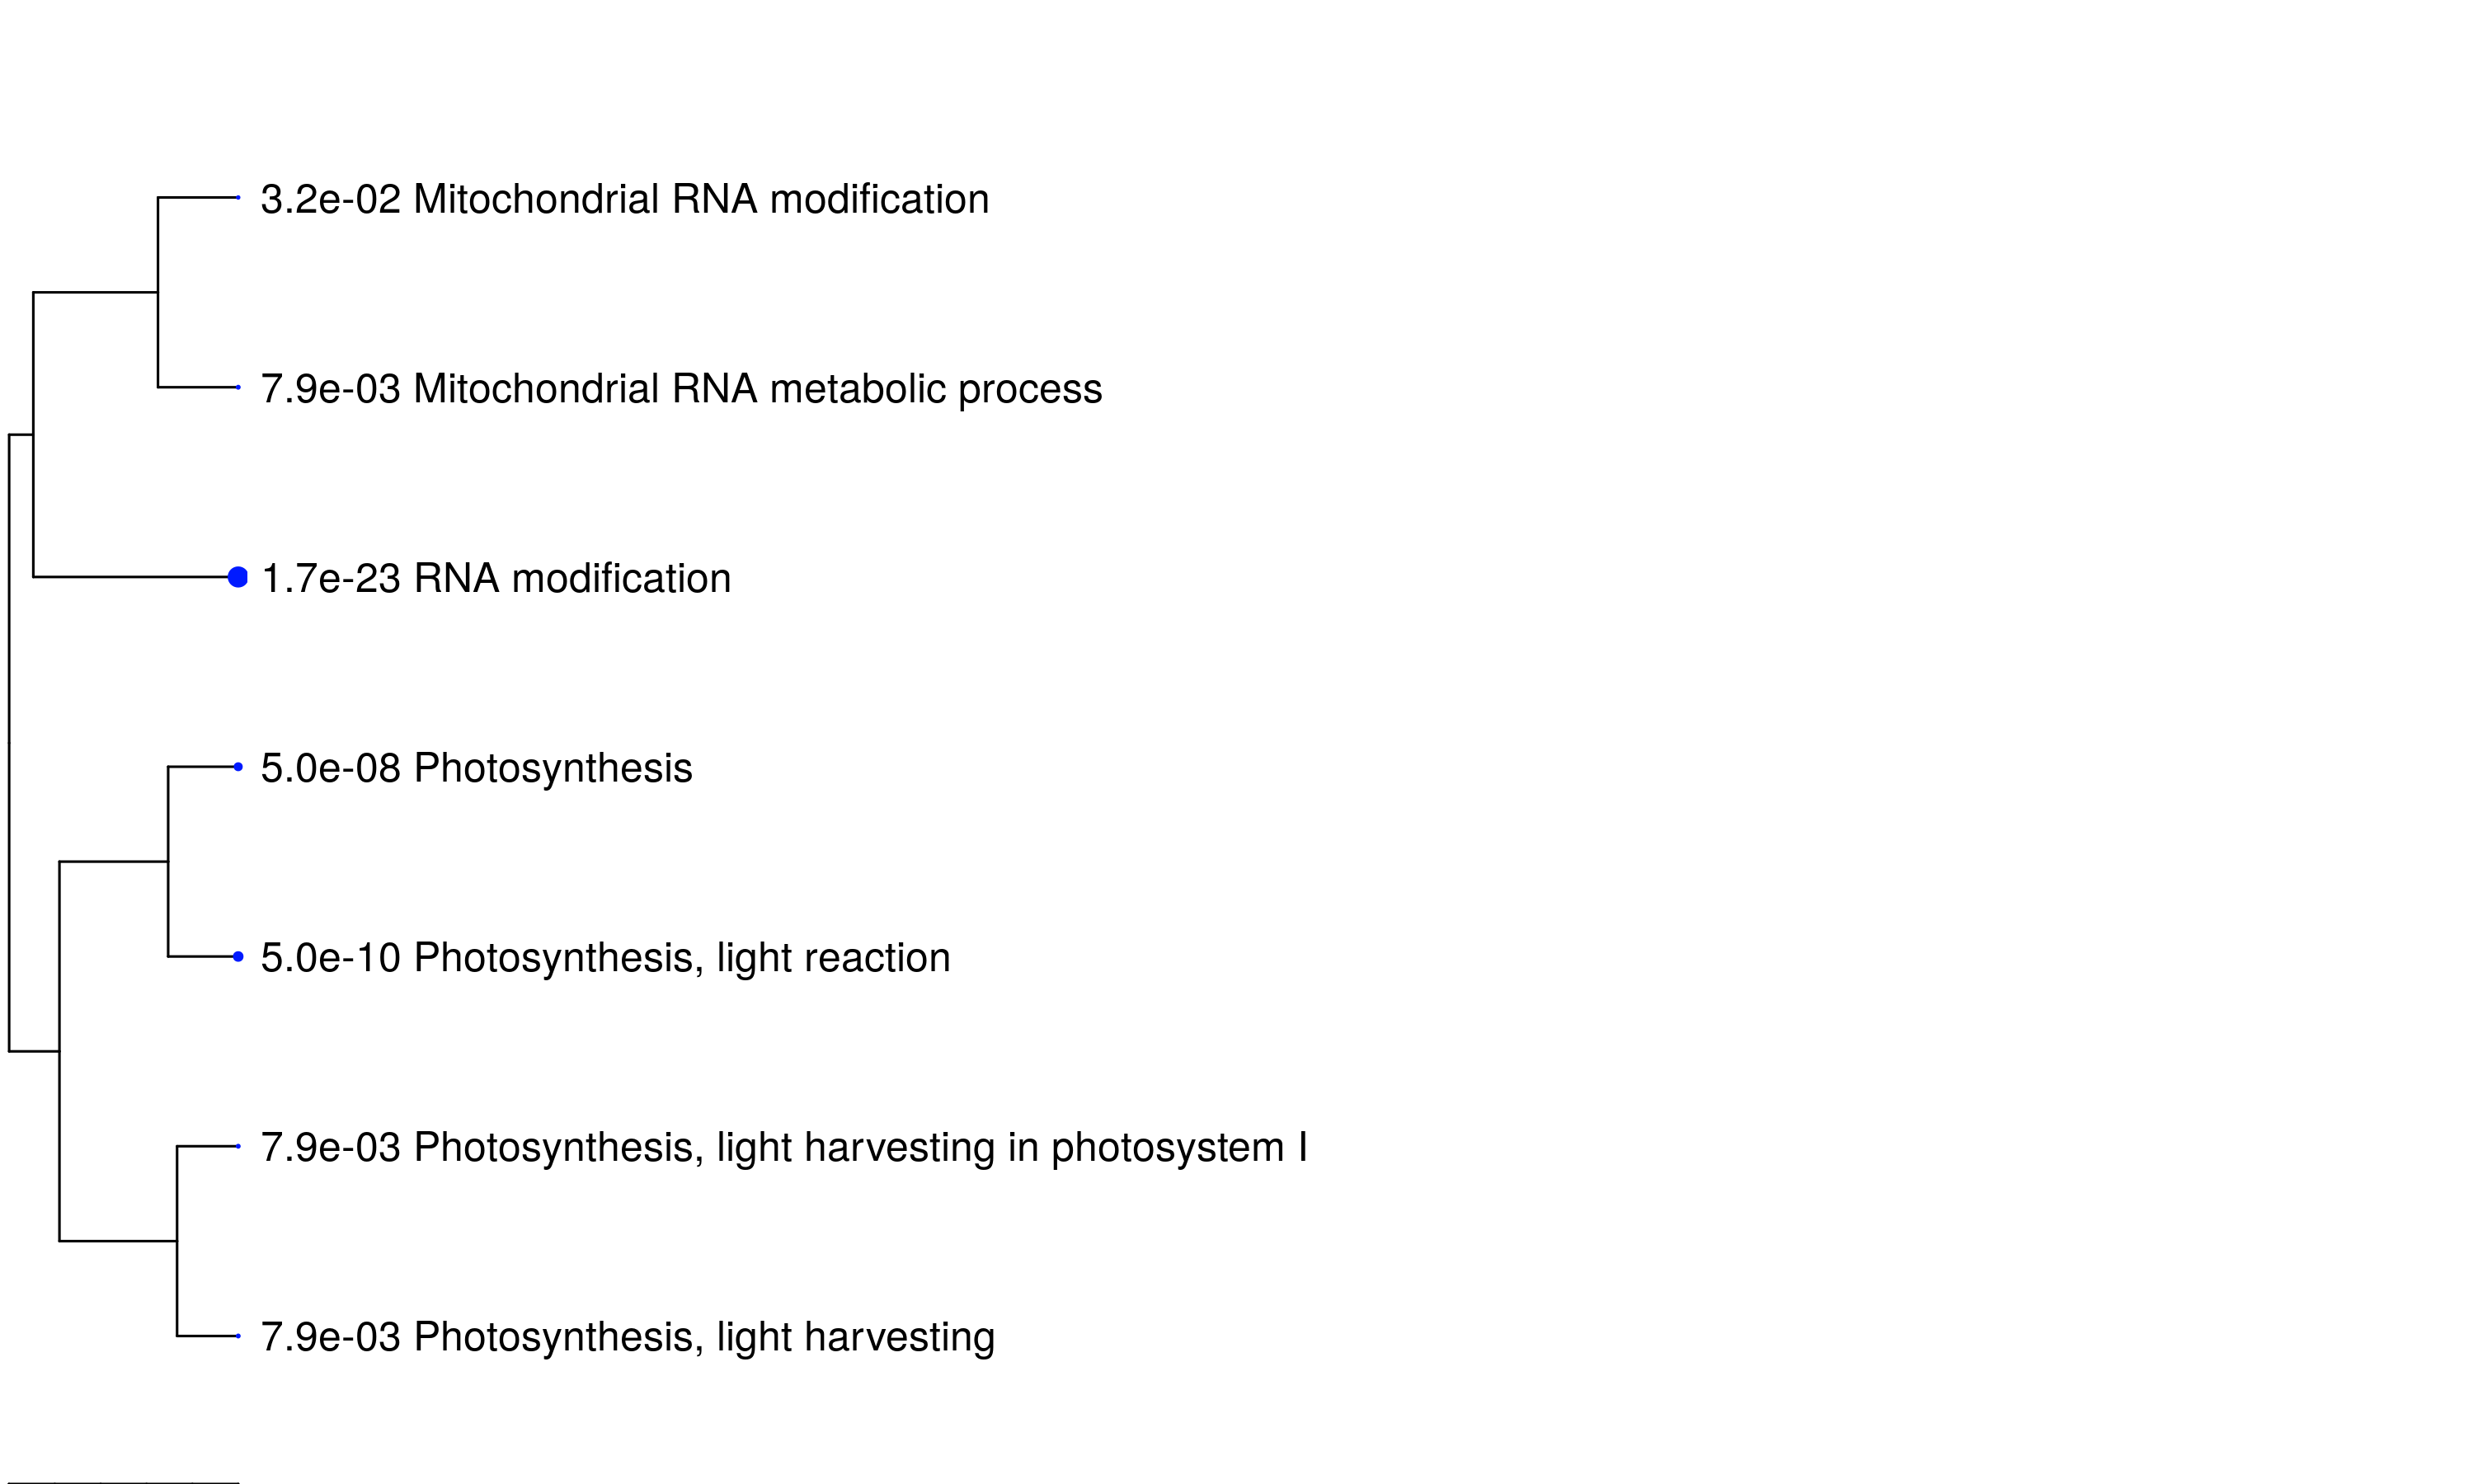 3.2e-02 Mitochondrial RNA modification
7.9e-03 Mitochondrial RNA metabolic process
1.7e-23 RNA modification
5.0e-08 Photosynthesis
5.0e-10 Photosynthesis, light reaction
7.9e-03 Photosynthesis, light harvesting in photosystem I
7.9e-03 Photosynthesis, light harvesting